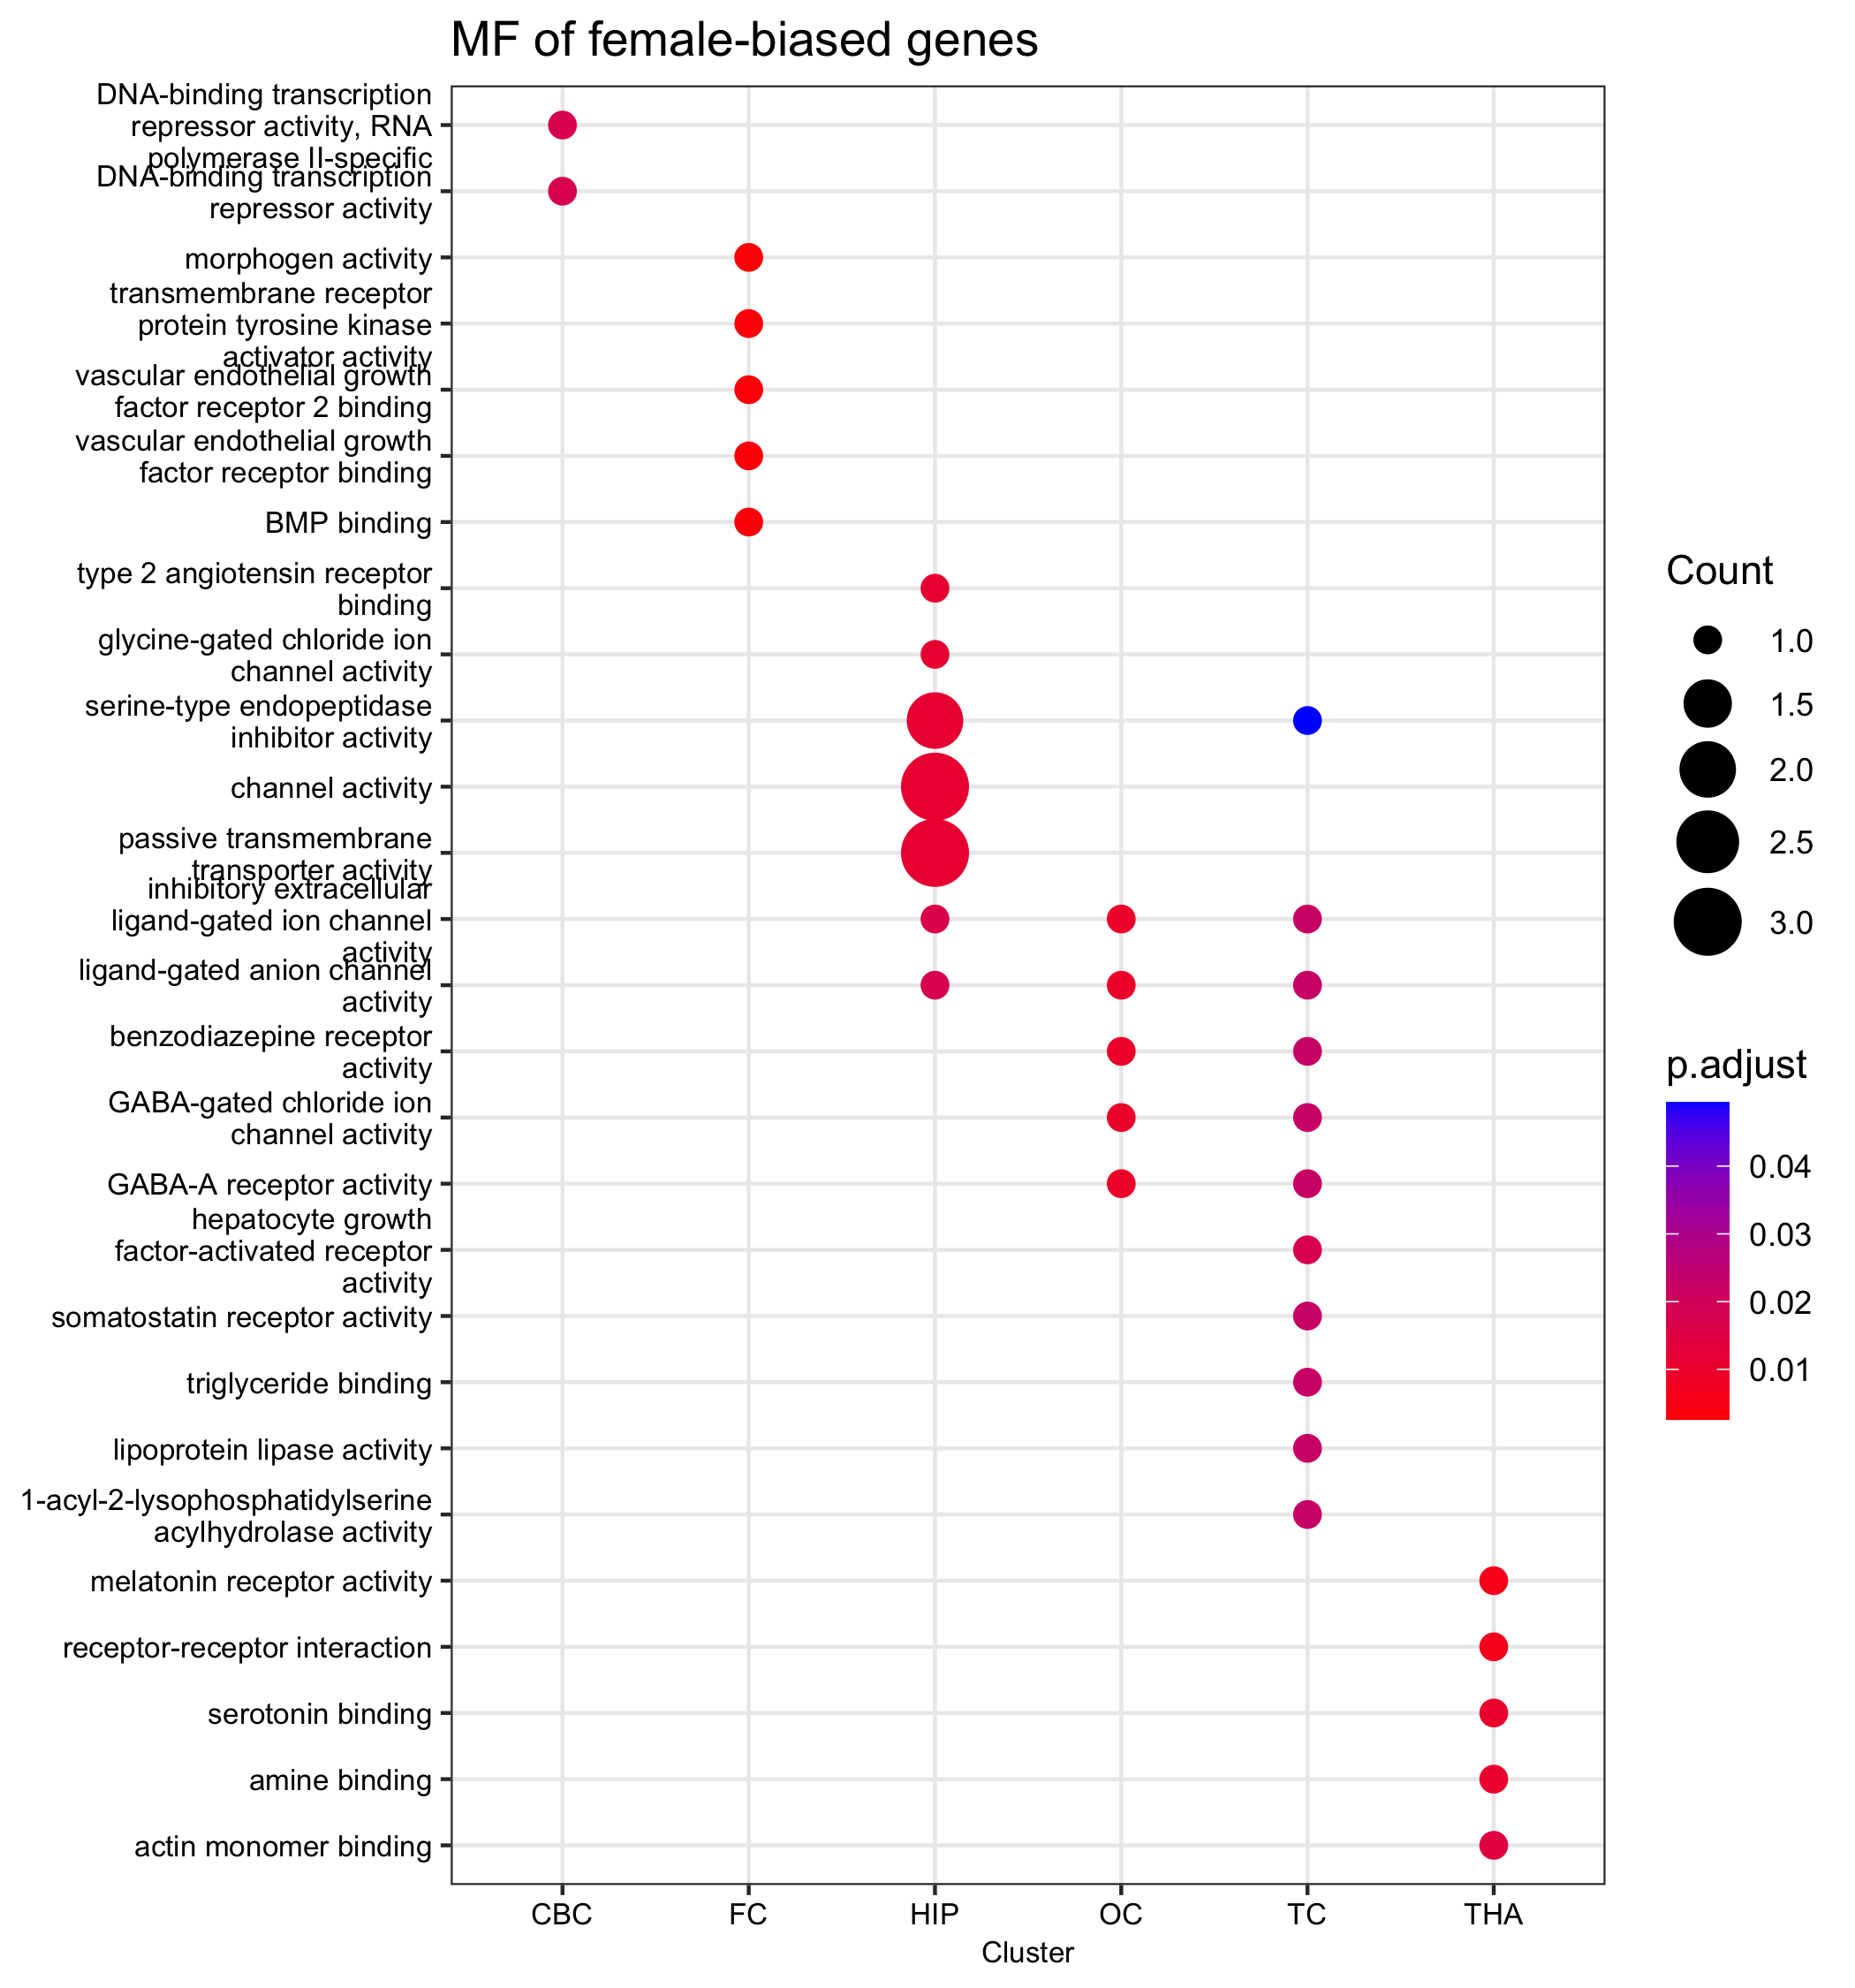 MF of female-biased genes
DNA-binding transcription
repressor activity, RNA
polymerase II-specific
DNA-binding transcription
repressor activity
morphogen activity
transmembrane receptor
protein tyrosine kinase
activator activity
vascular endothelial growth
factor receptor 2 binding
vascular endothelial growth
factor receptor binding
BMP binding
type 2 angiotensin receptor
binding
glycine-gated chloride ion
channel activity
serine-type endopeptidase
inhibitor activity
channel activity
passive transmembrane
transporter activity
inhibitory extracellular
ligand-gated ion channel
activity
ligand-gated anion channel
activity
benzodiazepine receptor
activity
GABA-gated chloride ion
channel activity
GABA-A receptor activity
hepatocyte growth
factor-activated receptor
activity
somatostatin receptor activity
triglyceride binding
lipoprotein lipase activity
1-acyl-2-lysophosphatidylserine
acylhydrolase activity
melatonin receptor activity
receptor-receptor interaction
serotonin binding
amine binding
actin monomer binding
CBC FC HIP OC TC THA
Cluster
Count
1.0
1.5
2.0
2.5
3.0
p.adjust
0.04
0.03
0.02
0.01